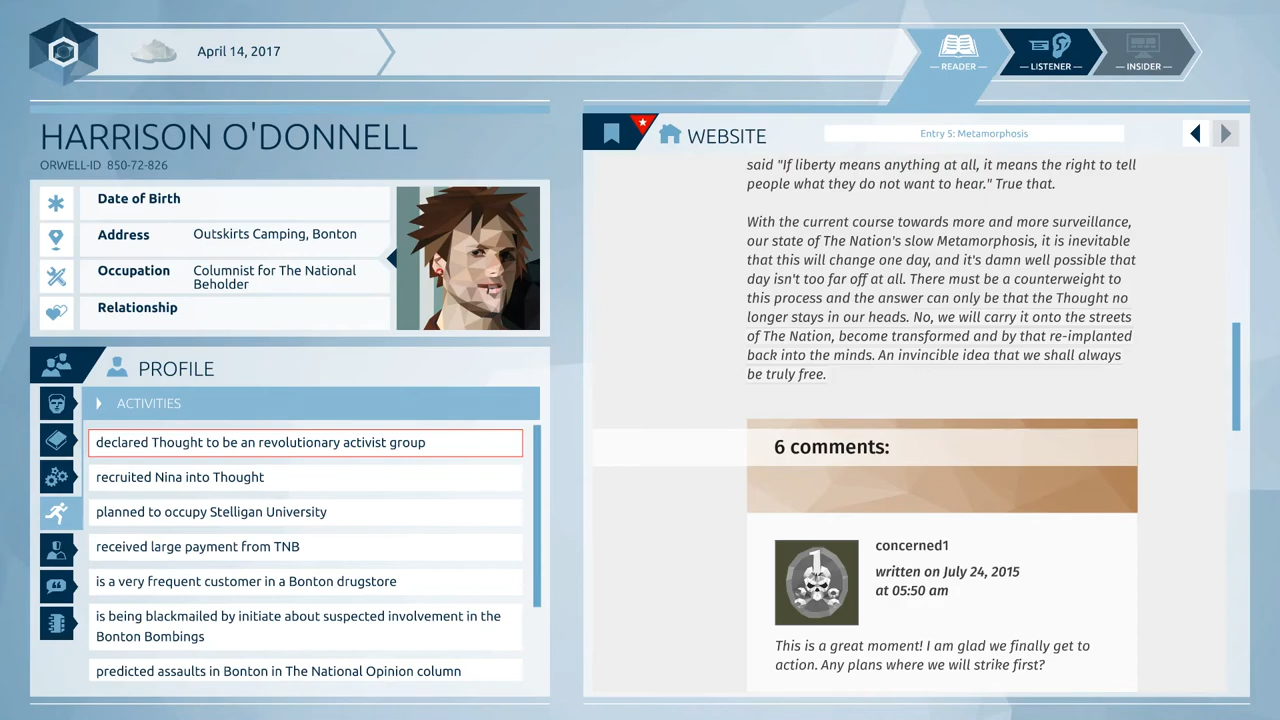 April 14, 2017
— READER —
— LISTENER —
— INSIDER —
HARRISON O'DONNELL
ORWELL-ID 850-72-826
Date of Birth
Address Outskirts Camping, Bonton
Occupation Columnist for The National
Beholder
Relationship
PROFILE
ACTIVITIES
declared Thought to be an revolutionary activist group
recruited Nina into Thought
planned to occupy Stelligan University
received large payment from TNB
is a very frequent customer in a Bonton drugstore
is being blackmailed by initiate about suspected involvement in the
Bonton Bombings
predicted assaults in Bonton in The National Opinion column
WEBSITE
Entry 5: Metamorphosis
said "If liberty means anything at all, it means the right to tell
people what they do not want to hear." True that.
With the current course towards more and more surveillance,
our state of The Nation's slow Metamorphosis, it is inevitable
that this will change one day, and it's damn well possible that
day isn't too far off at all. There must be a counterweight to
this process and the answer can only be that the Thought no
longer stays in our heads. No, we will carry it onto the streets
of The Nation, become transformed and by that re-implanted
back into the minds. An invincible idea that we shall always
be truly free.
6 comments:
1
concerned1
written on July 24, 2015
at 05:50 am
This is a great moment! I am glad we finally get to
action. Any plans where we will strike first?